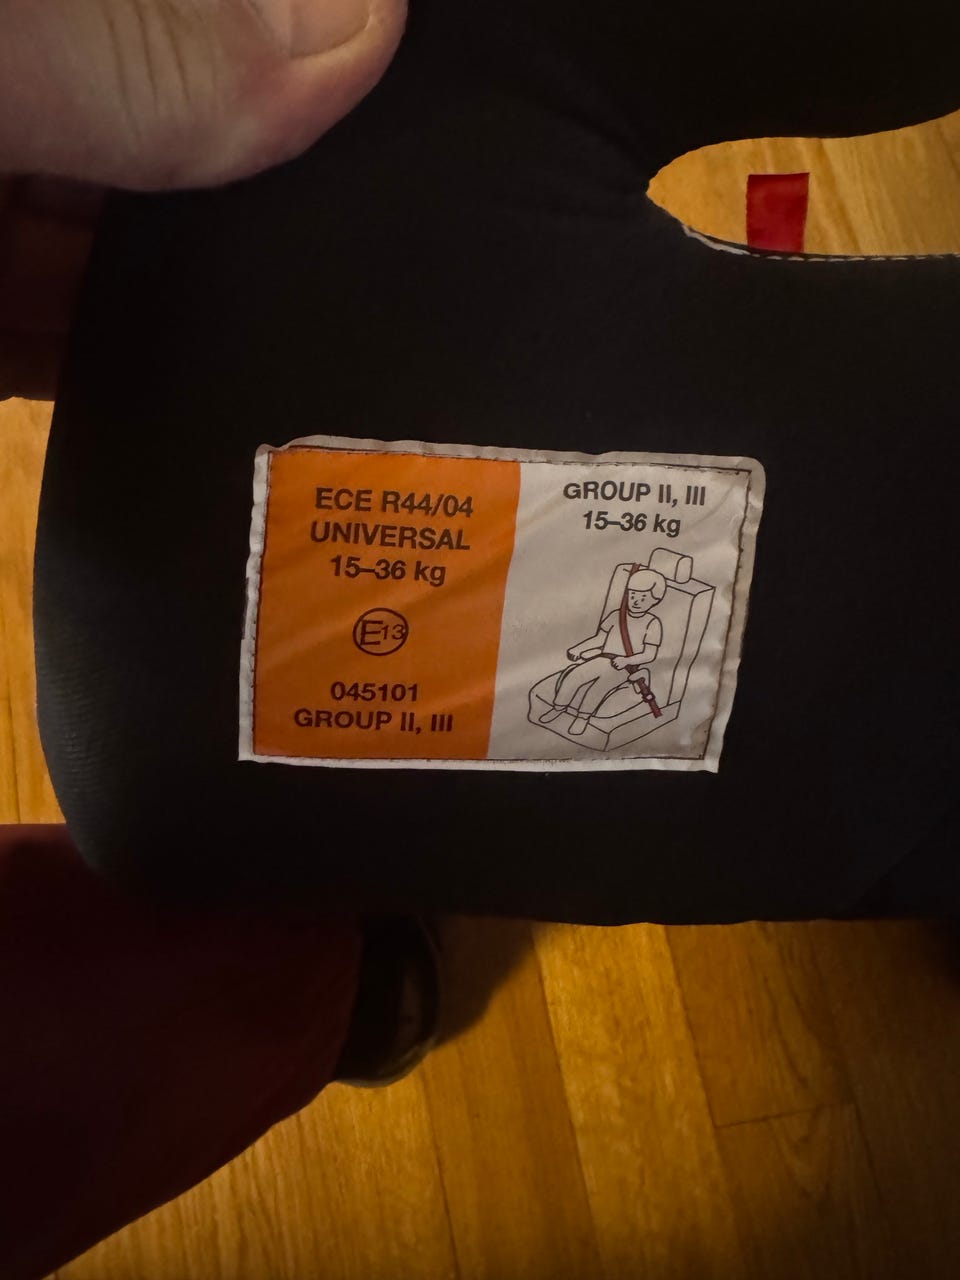 ECE R44/04
UNIVERSAL
15–36 kg
E13
045101
GROUP II, III
GROUP II, III
15–36 kg